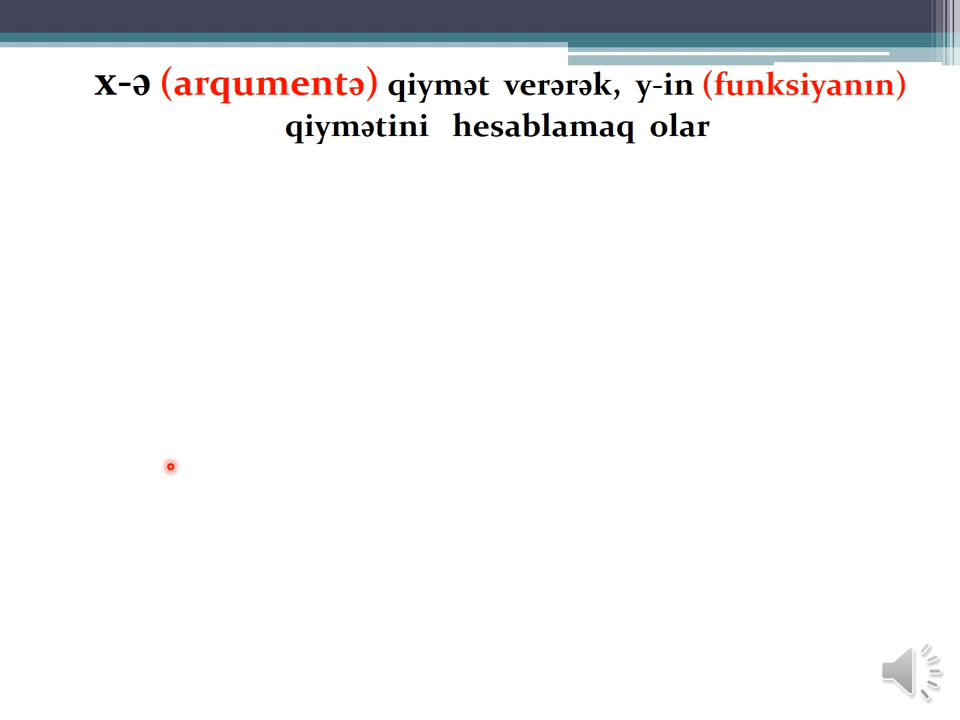 x-ə (arqumentə) qiymət verərək, y-in (funksiyanın)
qiymətini hesablamaq olar